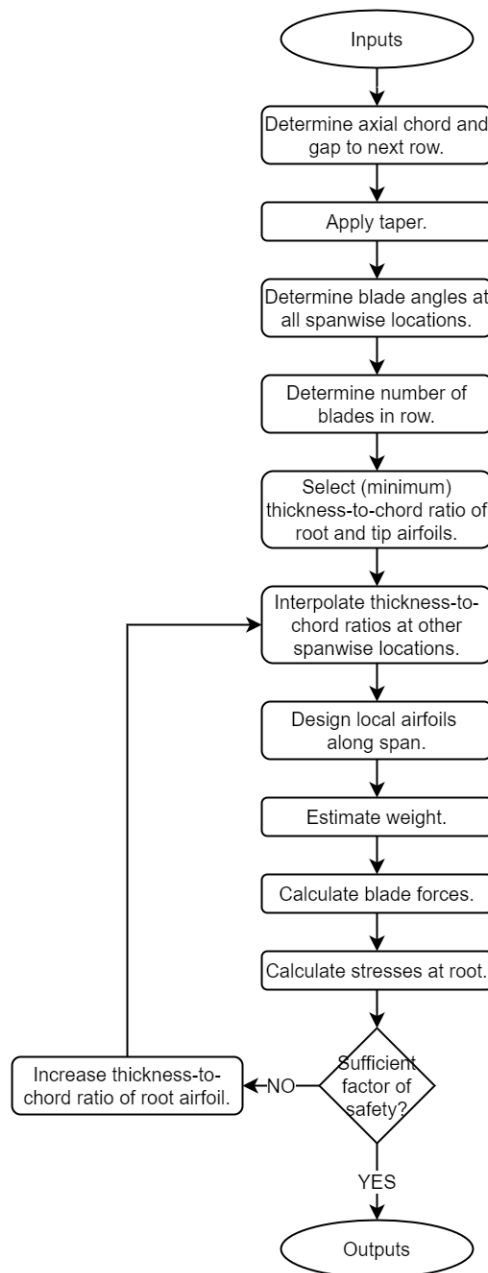 Inputs
Determine axial chord and
gap to next row.
Apply taper.
Determine blade angles at
all spanwise locations.
Determine number of
blades in row.
Select (minimum)
thickness-to-chord ratio of
root and tip airfoils.
Interpolate thickness-to-
chord ratios at other
spanwise locations.
Design local airfoils
along span.
Estimate weight.
Calculate blade forces.
Calculate stresses at root.
Sufficient
factor of
safety?
NO
Increase thickness-to-
chord ratio of root airfoil.
YES
Outputs